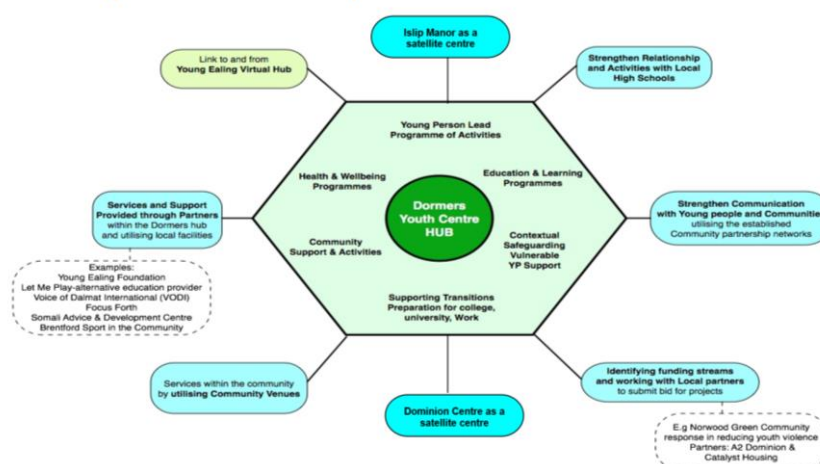 Islip Manor as a
satellite centre
Link to and from
Young Ealing Virtual Hub
Strengthen Relationship
and Activities with Local
High Schools
Young Person Lead
Programme of Activities
Health & Wellbeing
Programmes
Education & Learning
Programmes
Dormers
Youth Centre
HUB
Services and Support
Provided through Partners
within the Dormers hub
and utilising local facilities
Strengthen Communication
with Young people and Communitie
utilising the established
Community partnership networks
Community
Support & Activities
Contextual
Safeguarding
Vulnerable
YP Support
Examples:
Young Ealing Foundation
Let Me Play-alternative education provider
Voice of Dalmat International (VODI)
Focus Forth
Somali Advice & Development Centre
Brentford Sport in the Community
Supporting Transitions
Preparation for college,
university, Work
Services within the community
by utilising Community Venues
Dominion Centre as a
satellite centre
Identifying funding streams
and working with Local partners
to submit bid for projects
E.g Norwood Green Community
response in reducing youth violence
Partners: A2 Dominion &
Catalyst Housing